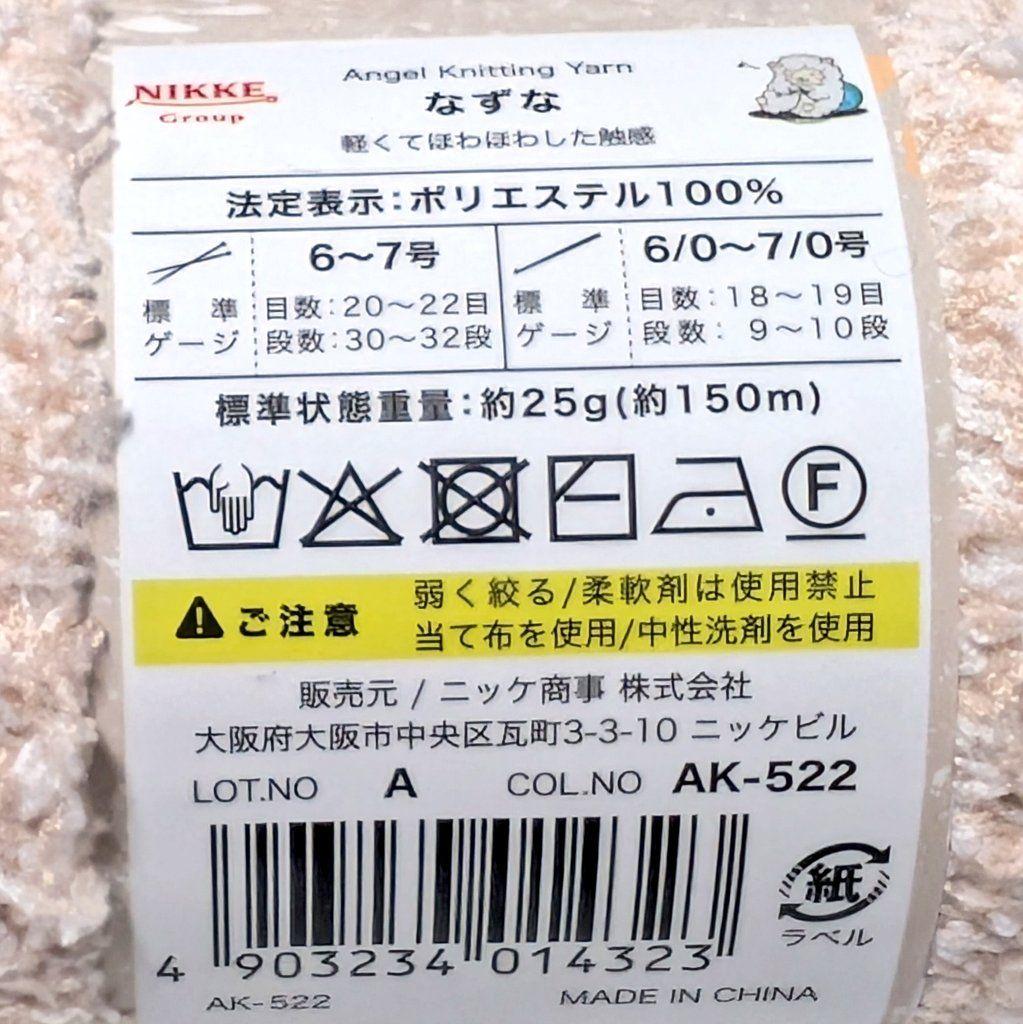 NIKKE
Group
Angel Knitting Yarn
なずな
軽くてほわほわした触感
法定表示：ポリエステル100%
6〜7号
標準ゲージ
目数：20〜22目
段数：30〜32段
6/0〜7/0号
標準ゲージ
目数：18〜19目
段数： 9〜10段
標準状態重量：約25g(約150m)
F
ご注意
弱く絞る/柔軟剤は使用禁止
当て布を使用/中性洗剤を使用
販売元 / ニッケ商事 株式会社
大阪府大阪市中央区瓦町3-3-10 ニッケビル
LOT.NO A COL.NO AK-522
紙
ラベル
4 903234 014323
AK-522 MADE IN CHINA